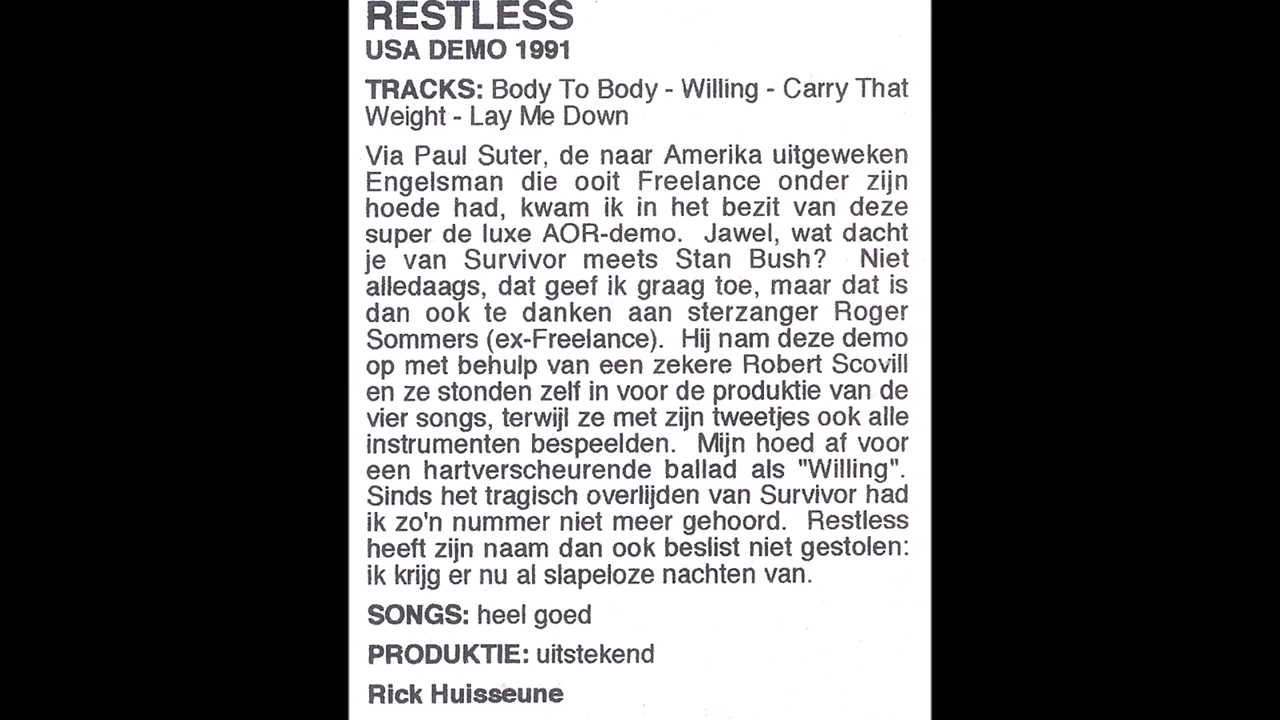 RESTLESS
USA DEMO 1991
TRACKS: Body To Body - Willing - Carry That
Weight - Lay Me Down
Via Paul Suter, de naar Amerika uitgeweken
Engelsman die ooit Freelance onder zijn
hoede had, kwam ik in het bezit van deze
super de luxe AOR-demo. Jawel, wat dacht
je van Survivor meets Stan Bush? Niet
alledaags, dat geef ik graag toe, maar dat is
dan ook te danken aan sterzanger Roger
Sommers (ex-Freelance). Hij nam deze demo
op met behulp van een zekere Robert Scovill
en ze stonden zelf in voor de produktie van de
vier songs, terwijl ze met zijn tweetjes ook alle
instrumenten bespeelden. Mijn hoed af voor
een hartverscheurende ballad als "Willing".
Sinds het tragisch overlijden van Survivor had
ik zo'n nummer niet meer gehoord. Restless
heeft zijn naam dan ook beslist niet gestolen:
ik krijg er nu al slapeloze nachten van.
SONGS: heel goed
PRODUKTIE: uitstekend
Rick Huisseune